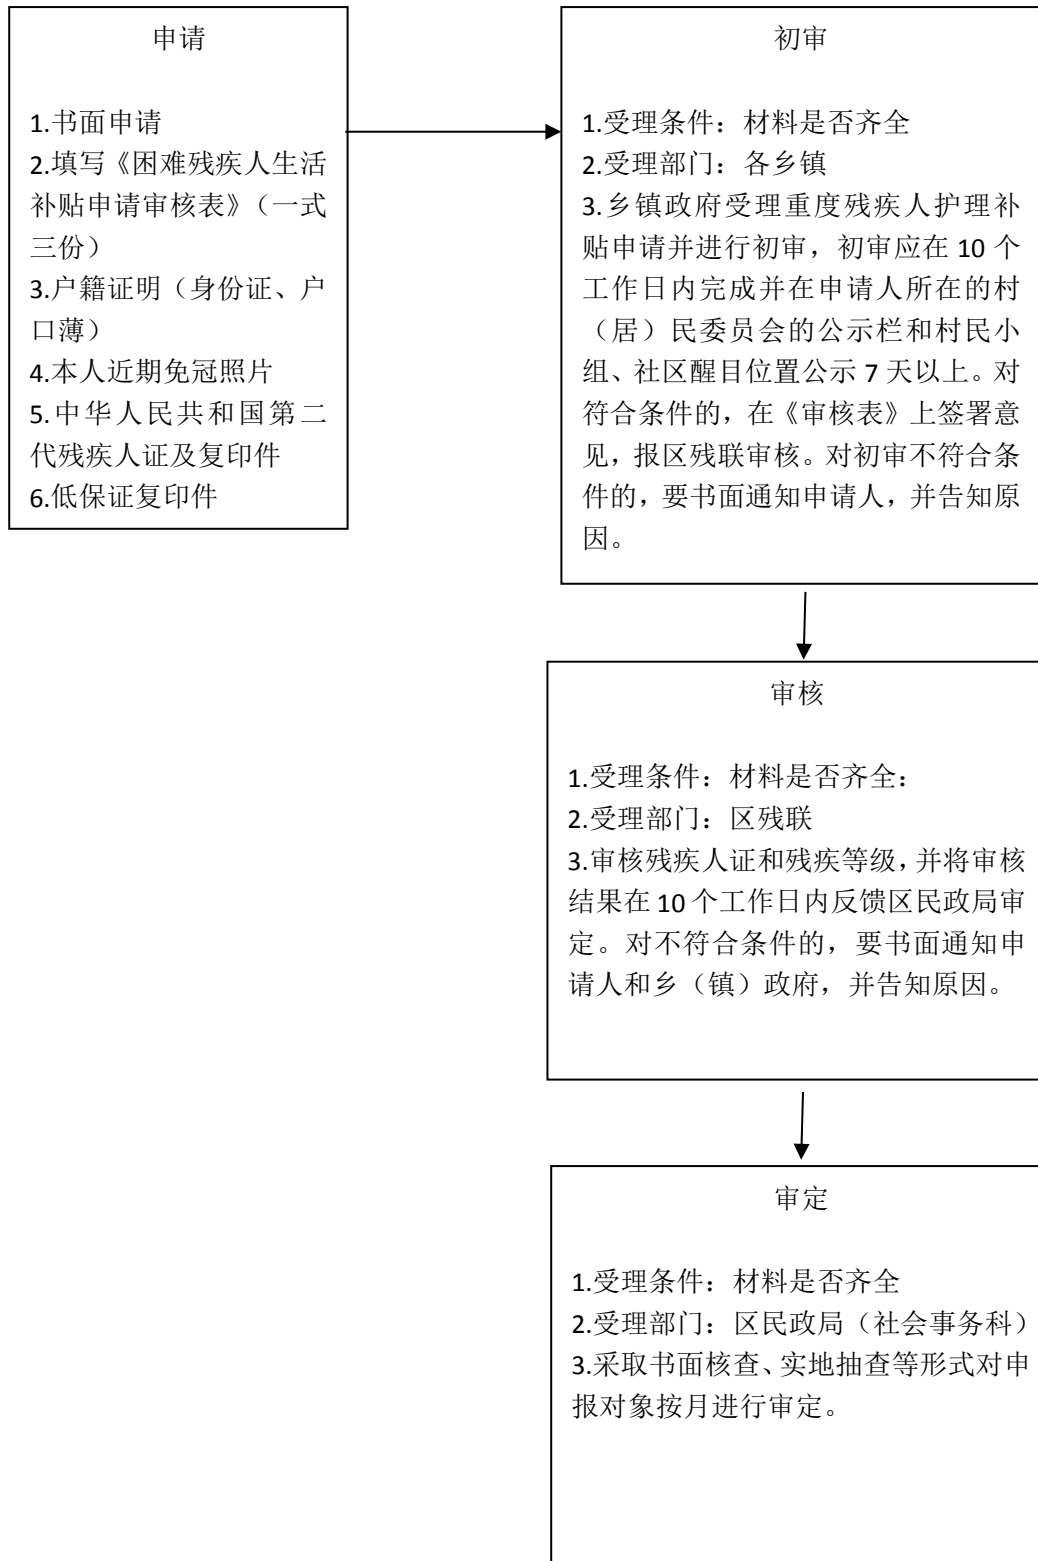 申请
1.书面申请
2.填写《困难残疾人生活
补贴申请审核表》（一式
三份）
3.户籍证明（身份证、户
口薄）
4.本人近期免冠照片
5.中华人民共和国第二
代残疾人证及复印件
6.低保证复印件
初审
1.受理条件：材料是否齐全
2.受理部门：各乡镇
3.乡镇政府受理重度残疾人护理补
贴申请并进行初审，初审应在 10 个
工作日内完成并在申请人所在的村
（居）民委员会的公示栏和村民小
组、社区醒目位置公示 7 天以上。对
符合条件的，在《审核表》上签署意
见，报区残联审核。对初审不符合条
件的，要书面通知申请人，并告知原
因。
审核
1.受理条件：材料是否齐全：
2.受理部门：区残联
3.审核残疾人证和残疾等级，并将审核
结果在 10 个工作日内反馈区民政局审
定。对不符合条件的，要书面通知申
请人和乡（镇）政府，并告知原因。
审定
1.受理条件：材料是否齐全
2.受理部门：区民政局（社会事务科）
3.采取书面核查、实地抽查等形式对申
报对象按月进行审定。